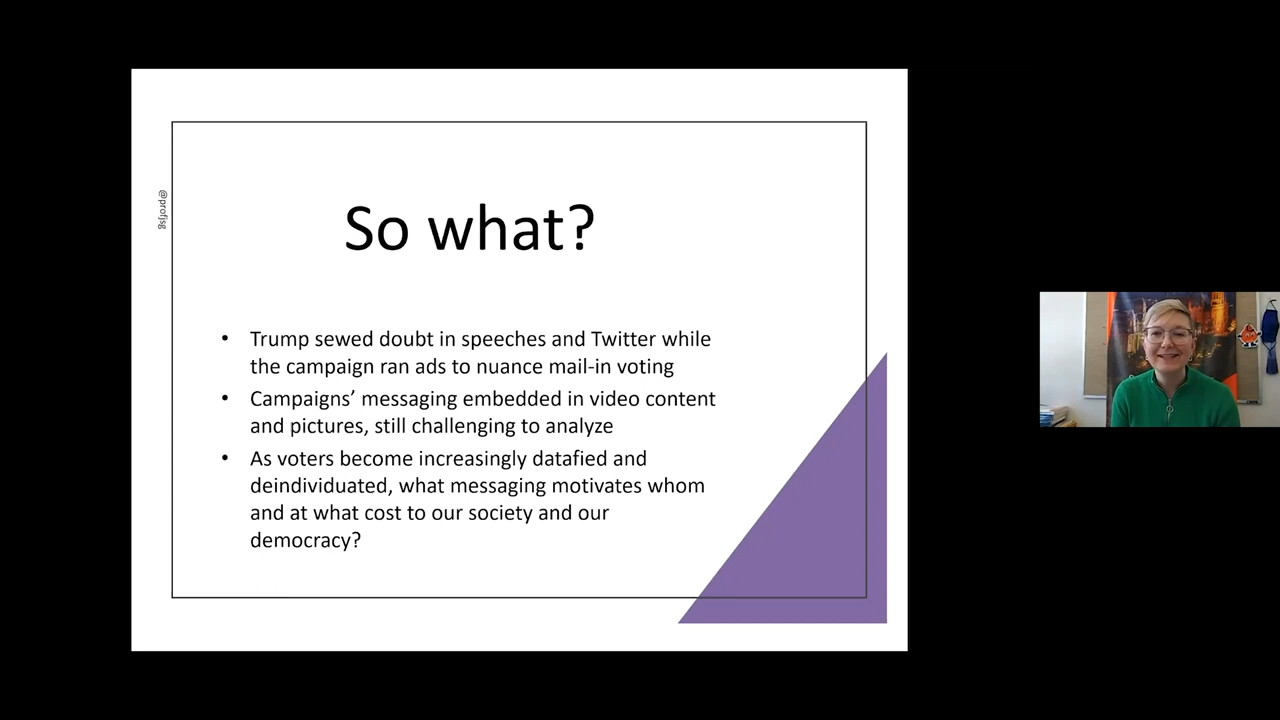 @profjsg
So what?
• Trump sewed doubt in speeches and Twitter while
the campaign ran ads to nuance mail-in voting
• Campaigns’ messaging embedded in video content
and pictures, still challenging to analyze
• As voters become increasingly datafied and
deindividuated, what messaging motivates whom
and at what cost to our society and our
democracy?